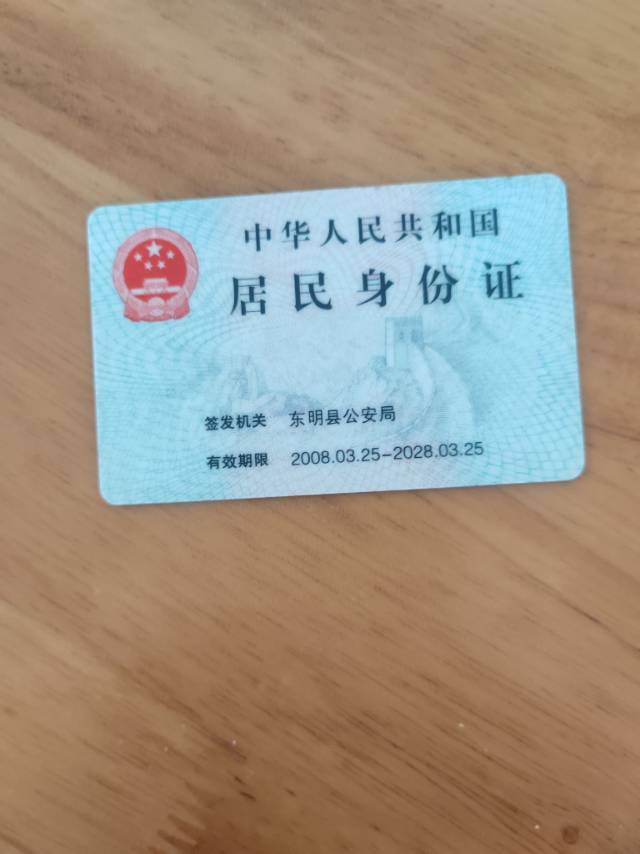 中华人民共和国
居民身份证
签发机关 东明县公安局
有效期限 2008.03.25-2028.03.25